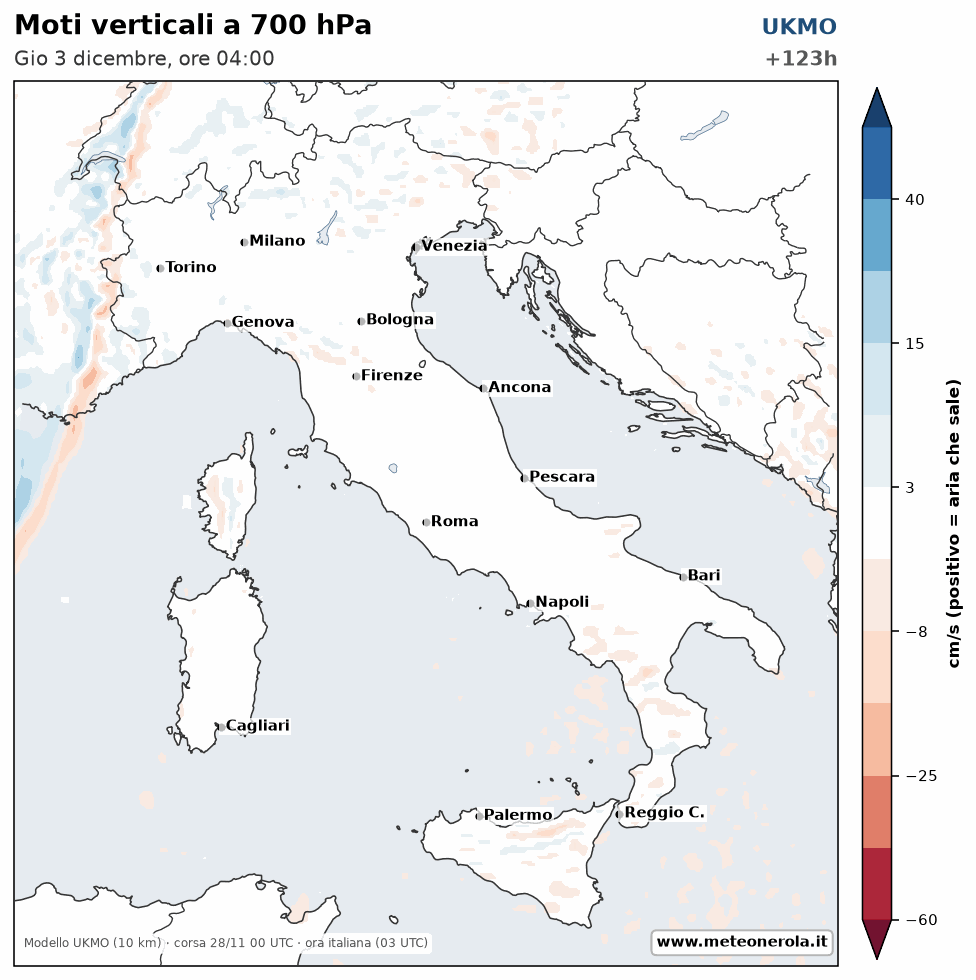 Moti verticali a 700 hPa
UKMO
Gio 3 dicembre, ore 04:00
+123h
40
15
3
−8
−25
−60
cm/s (positivo = aria che sale)
Milano
Venezia
Torino
Genova
Bologna
Firenze
Ancona
Pescara
Roma
Bari
Napoli
Cagliari
Palermo
Reggio C.
Modello UKMO (10 km) · corsa 28/11 00 UTC · ora italiana (03 UTC)
www.meteonerola.it